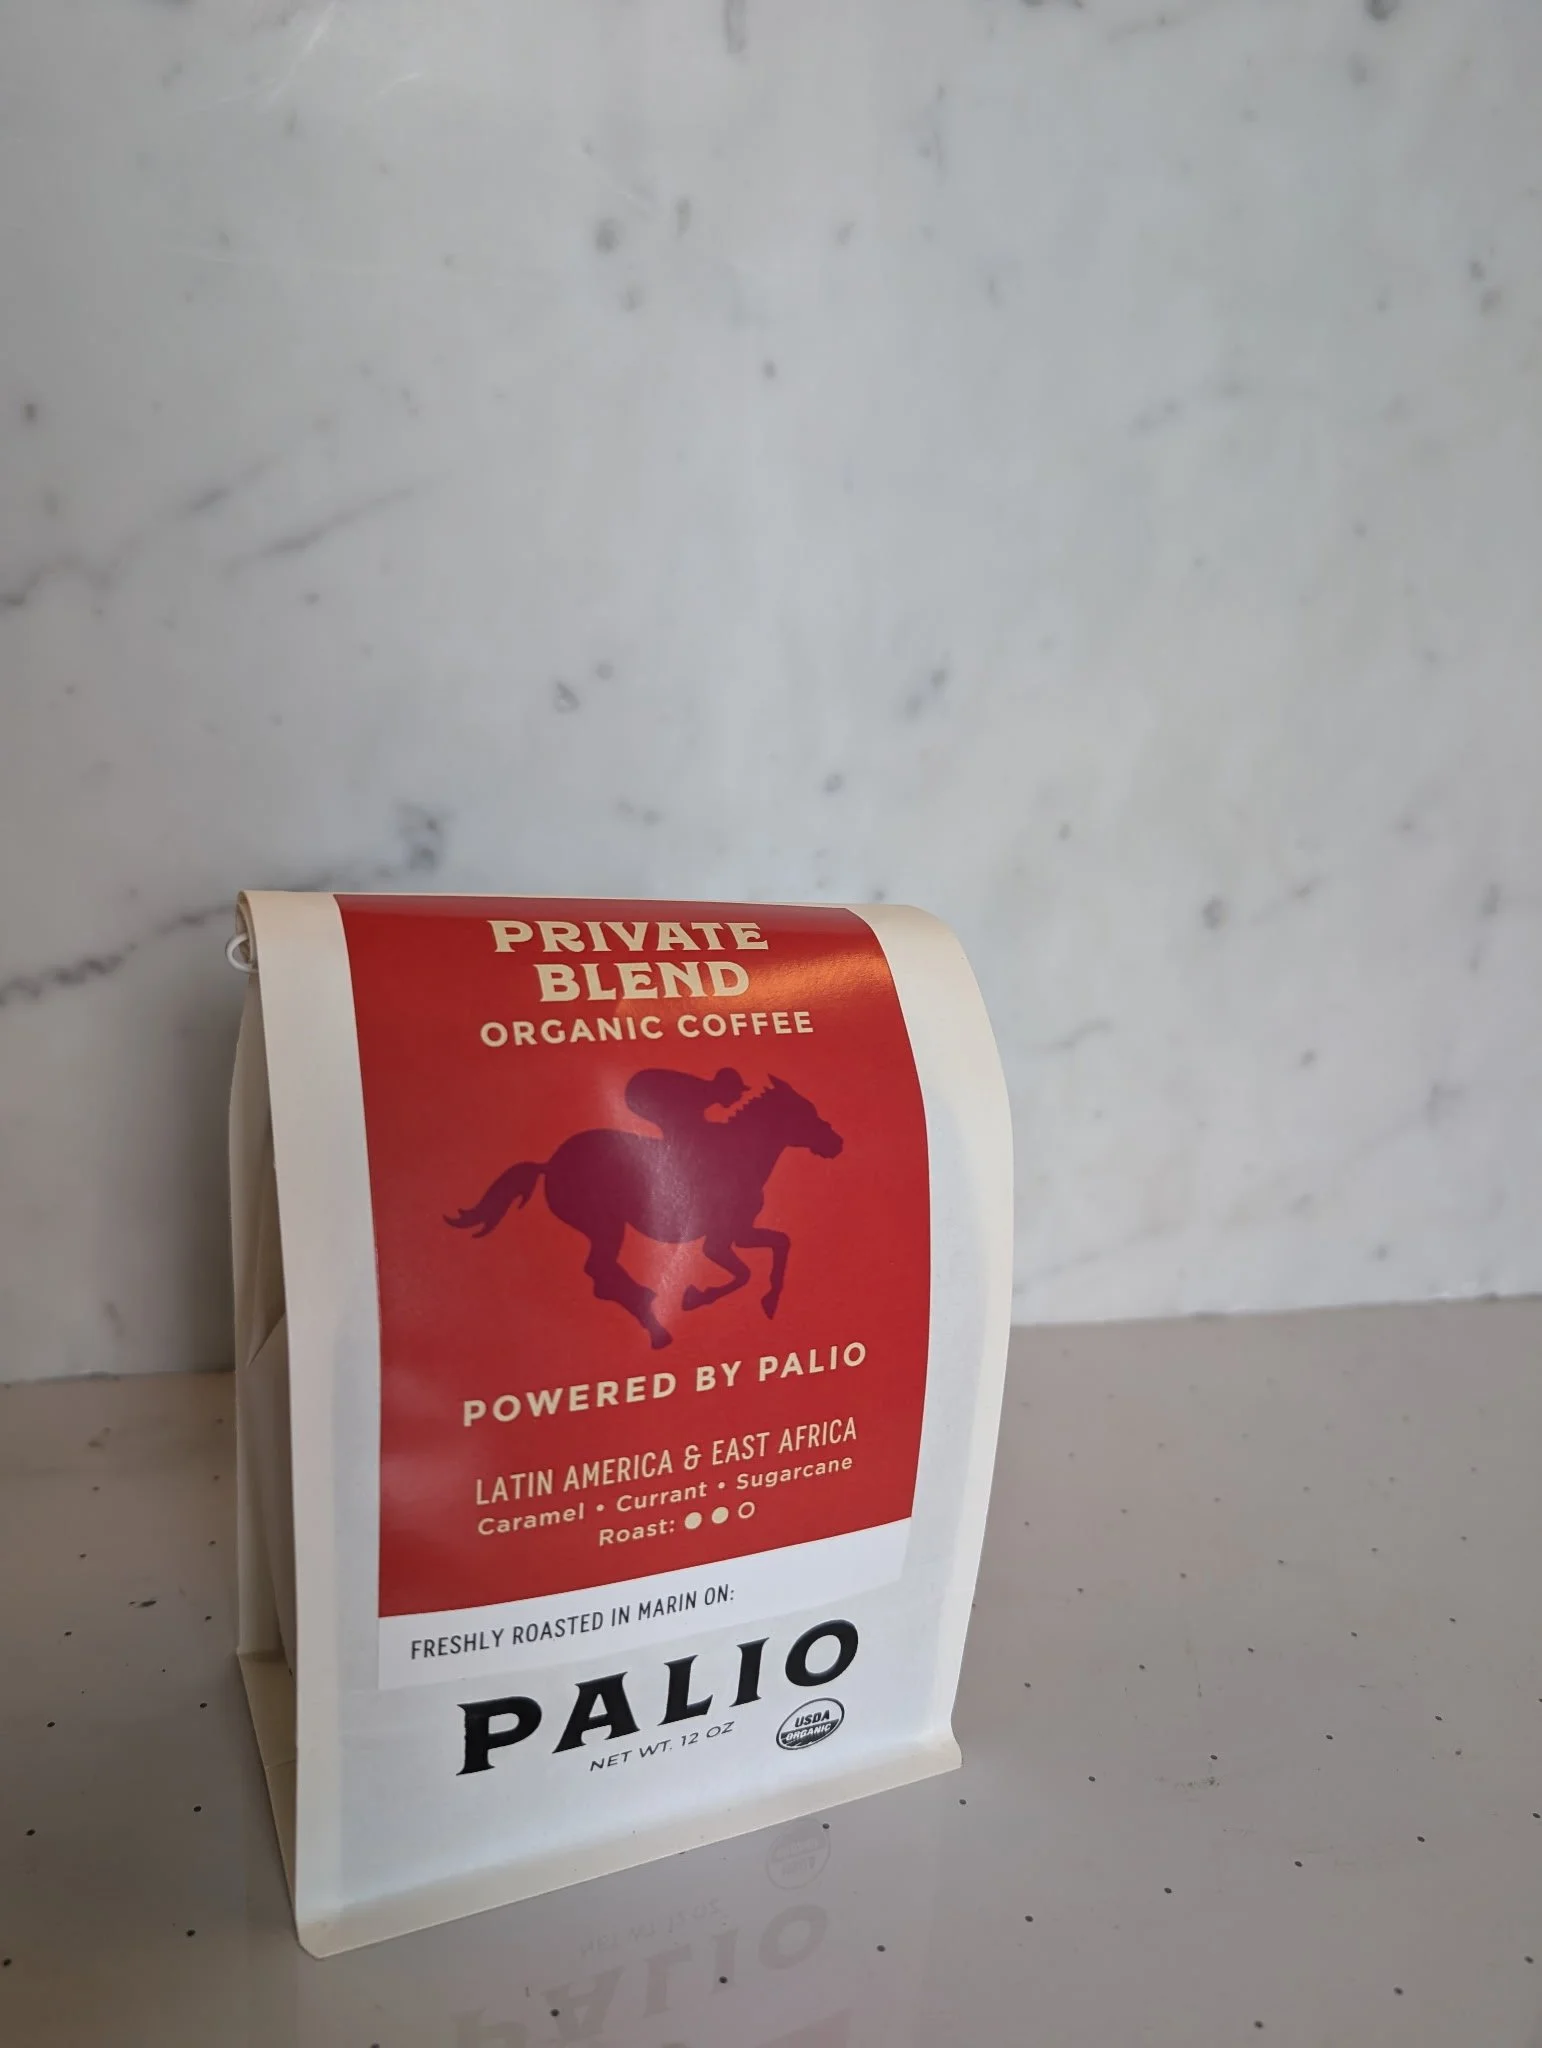 PRIVATE
BLEND
ORGANIC COFFEE
POWERED BY PALIO
LATIN AMERICA & EAST AFRICA
Caramel • Currant • Sugarcane
Roast: ●●○
FRESHLY ROASTED IN MARIN ON:
PALIO
NET WT. 12 OZ
USDA
ORGANIC